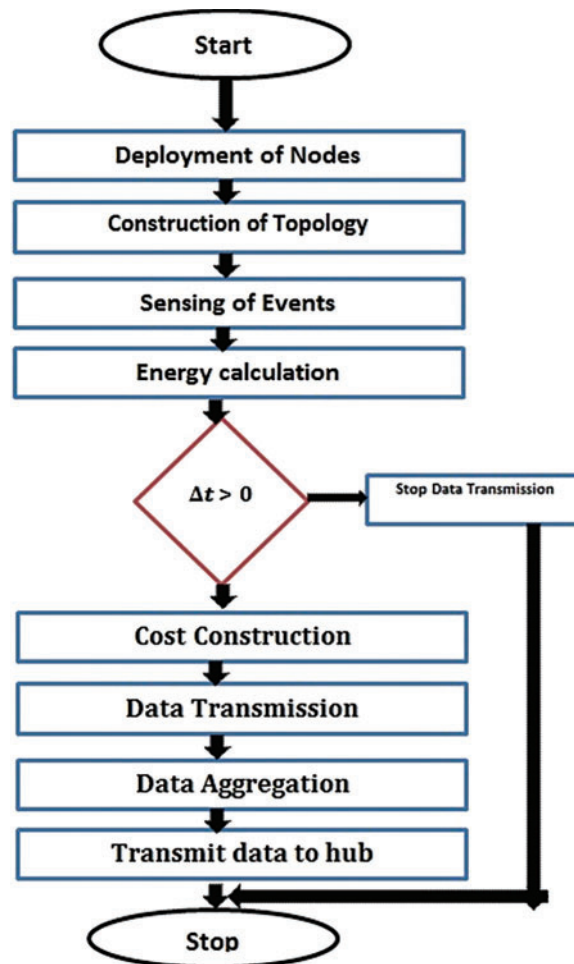 Start
Deployment of Nodes
Construction of Topology
Sensing of Events
Energy calculation
Δt > 0
Stop Data Transmission
Cost Construction
Data Transmission
Data Aggregation
Transmit data to hub
Stop